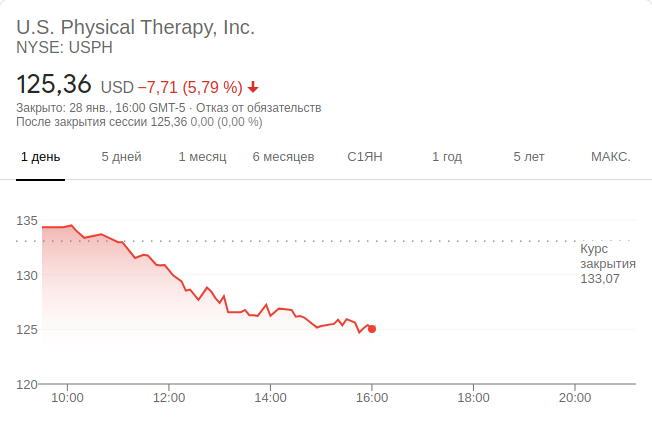 U.S. Physical Therapy, Inc.
NYSE: USPH
125,36 USD −7,71 (5,79 %)
Закрыто: 28 янв., 16:00 GMT-5 · Отказ от обязательств
После закрытия сессии 125,36 0,00 (0,00 %)
1 день 5 дней 1 месяц 6 месяцев С1ЯН 1 год 5 лет МАКС.
135
Курс
закрытия
133,07
130
125
120
10:00 12:00 14:00 16:00 18:00 20:00